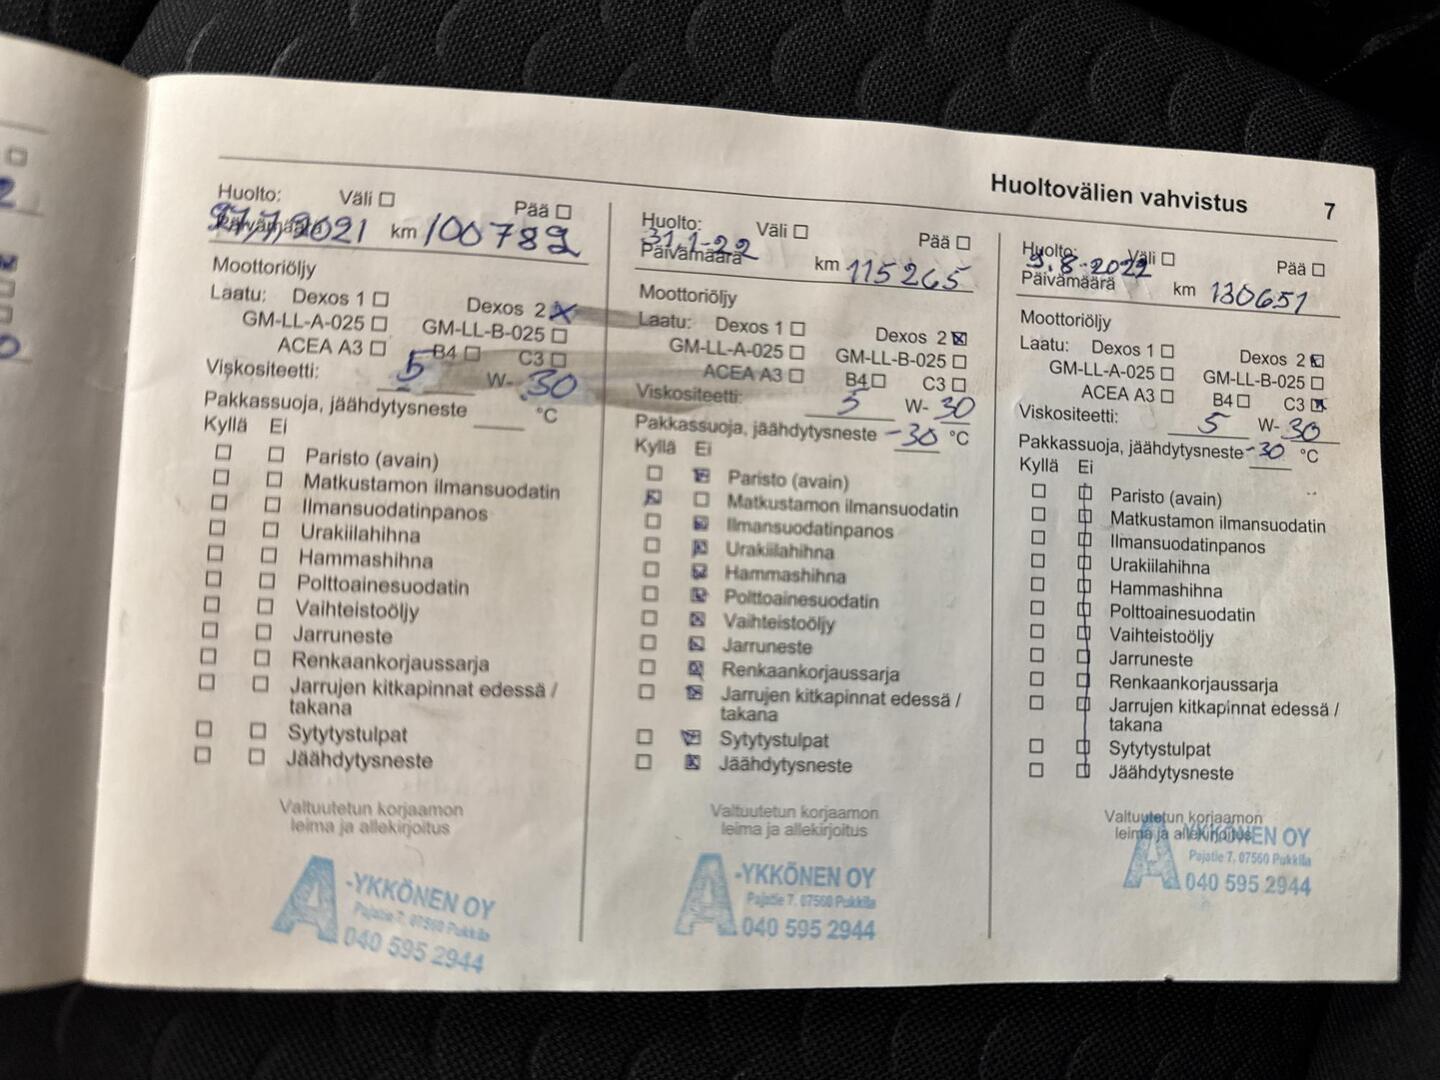 Huoltovälien vahvistus 7
Huolto: Väli Pää
Päivämäärä 27.7.2021 km 100782
Moottoriöljy
Laatu: Dexos 1 Dexos 2
GM-LL-A-025 GM-LL-B-025
ACEA A3 B4 C3
Viskositeetti: 5 W- 30
Pakkassuoja, jäähdytysneste °C
Kyllä Ei
Paristo (avain)
Matkustamon ilmansuodatin
Ilmansuodatinpanos
Urakiilahihna
Hammashihna
Polttoainesuodatin
Vaihteistoöljy
Jarruneste
Renkaankorjaussarja
Jarrujen kitkapinnat edessä /
takana
Sytytystulpat
Jäähdytysneste
Valtuutetun korjaamon
leima ja allekirjoitus
A-YKKÖNEN OY
Pajatie 7, 07560 Pukkila
040 595 2944
Huolto: Väli Pää
Päivämäärä 31.1-22 km 115265
Moottoriöljy
Laatu: Dexos 1 Dexos 2
GM-LL-A-025 GM-LL-B-025
ACEA A3 B4 C3
Viskositeetti: 5 W- 30
Pakkassuoja, jäähdytysneste -30 °C
Kyllä Ei
Paristo (avain)
Matkustamon ilmansuodatin
Ilmansuodatinpanos
Urakiilahihna
Hammashihna
Polttoainesuodatin
Vaihteistoöljy
Jarruneste
Renkaankorjaussarja
Jarrujen kitkapinnat edessä /
takana
Sytytystulpat
Jäähdytysneste
Valtuutetun korjaamon
leima ja allekirjoitus
A-YKKÖNEN OY
Pajatie 7, 07560 Pukkila
040 595 2944
Huolto: Väli Pää
Päivämäärä 9.8-2022 km 130651
Moottoriöljy
Laatu: Dexos 1 Dexos 2
GM-LL-A-025 GM-LL-B-025
ACEA A3 B4 C3
Viskositeetti: 5 W- 30
Pakkassuoja, jäähdytysneste -30 °C
Kyllä Ei
Paristo (avain)
Matkustamon ilmansuodatin
Ilmansuodatinpanos
Urakiilahihna
Hammashihna
Polttoainesuodatin
Vaihteistoöljy
Jarruneste
Renkaankorjaussarja
Jarrujen kitkapinnat edessä /
takana
Sytytystulpat
Jäähdytysneste
Valtuutetun korjaamon
leima ja allekirjoitus
A-YKKÖNEN OY
Pajatie 7, 07560 Pukkila
040 595 2944